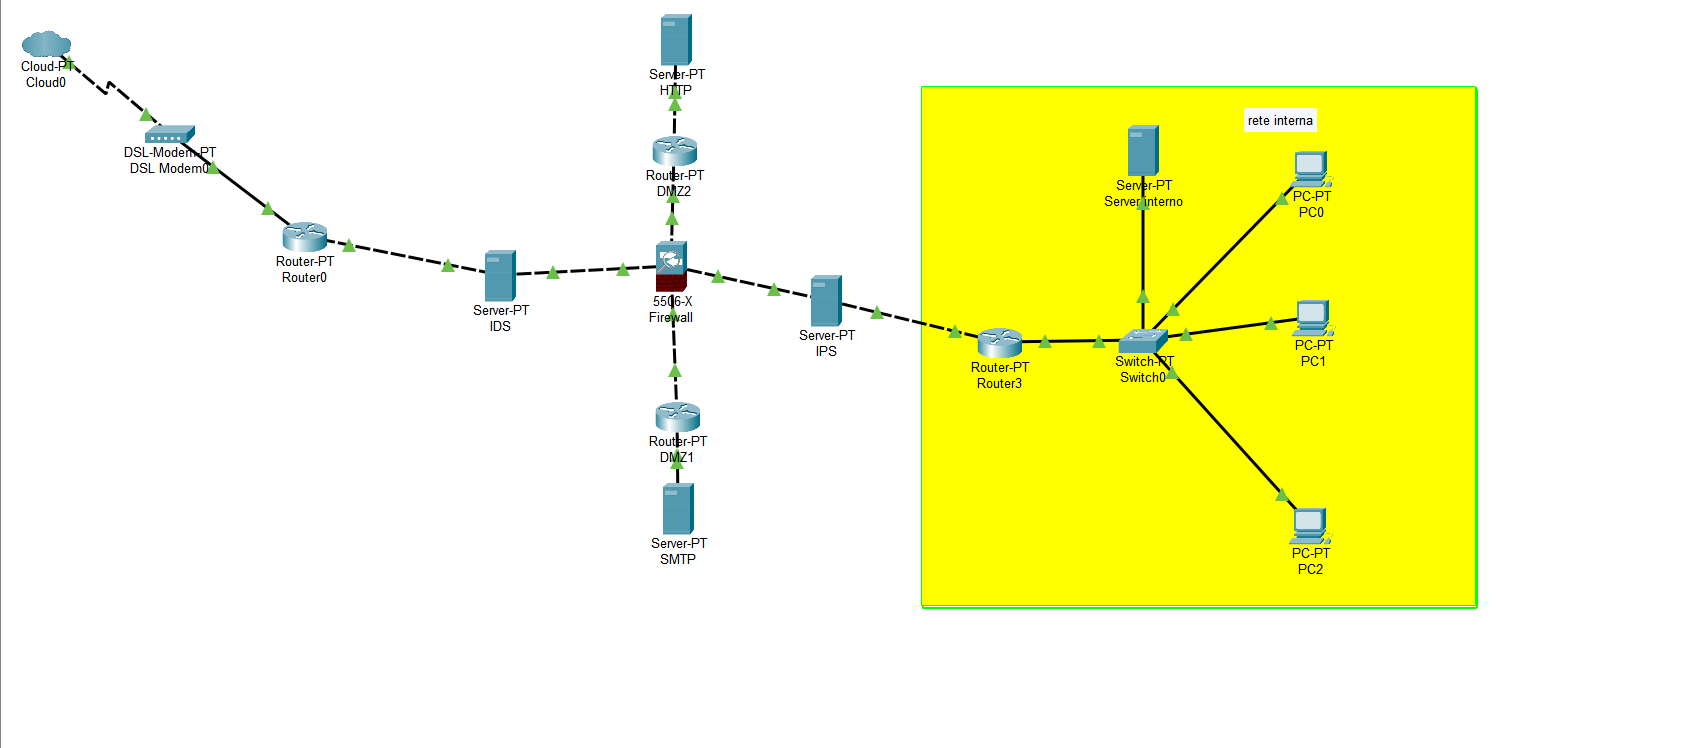 Cloud-PT
Cloud0
DSL-Modem-PT
DSL Modem0
Router-PT
Router0
Server-PT
IDS
Server-PT
HTTP
Router-PT
DMZ2
5506-X
Firewall
Router-PT
DMZ1
Server-PT
SMTP
Server-PT
IPS
rete interna
Router-PT
Router3
Server-PT
Server interno
Switch-PT
Switch0
PC-PT
PC0
PC-PT
PC1
PC-PT
PC2